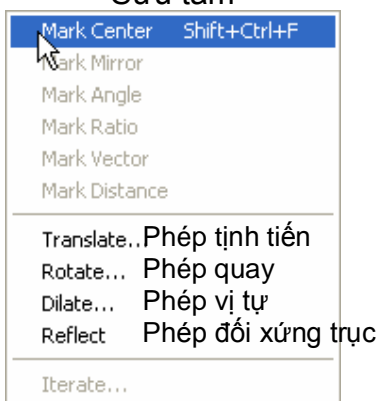 Mark Center Shift+Ctrl+F
Mark Mirror
Mark Angle
Mark Ratio
Mark Vector
Mark Distance
Translate... Phép tịnh tiến
Rotate... Phép quay
Dilate... Phép vị tự
Reflect Phép đối xứng trục
Iterate...